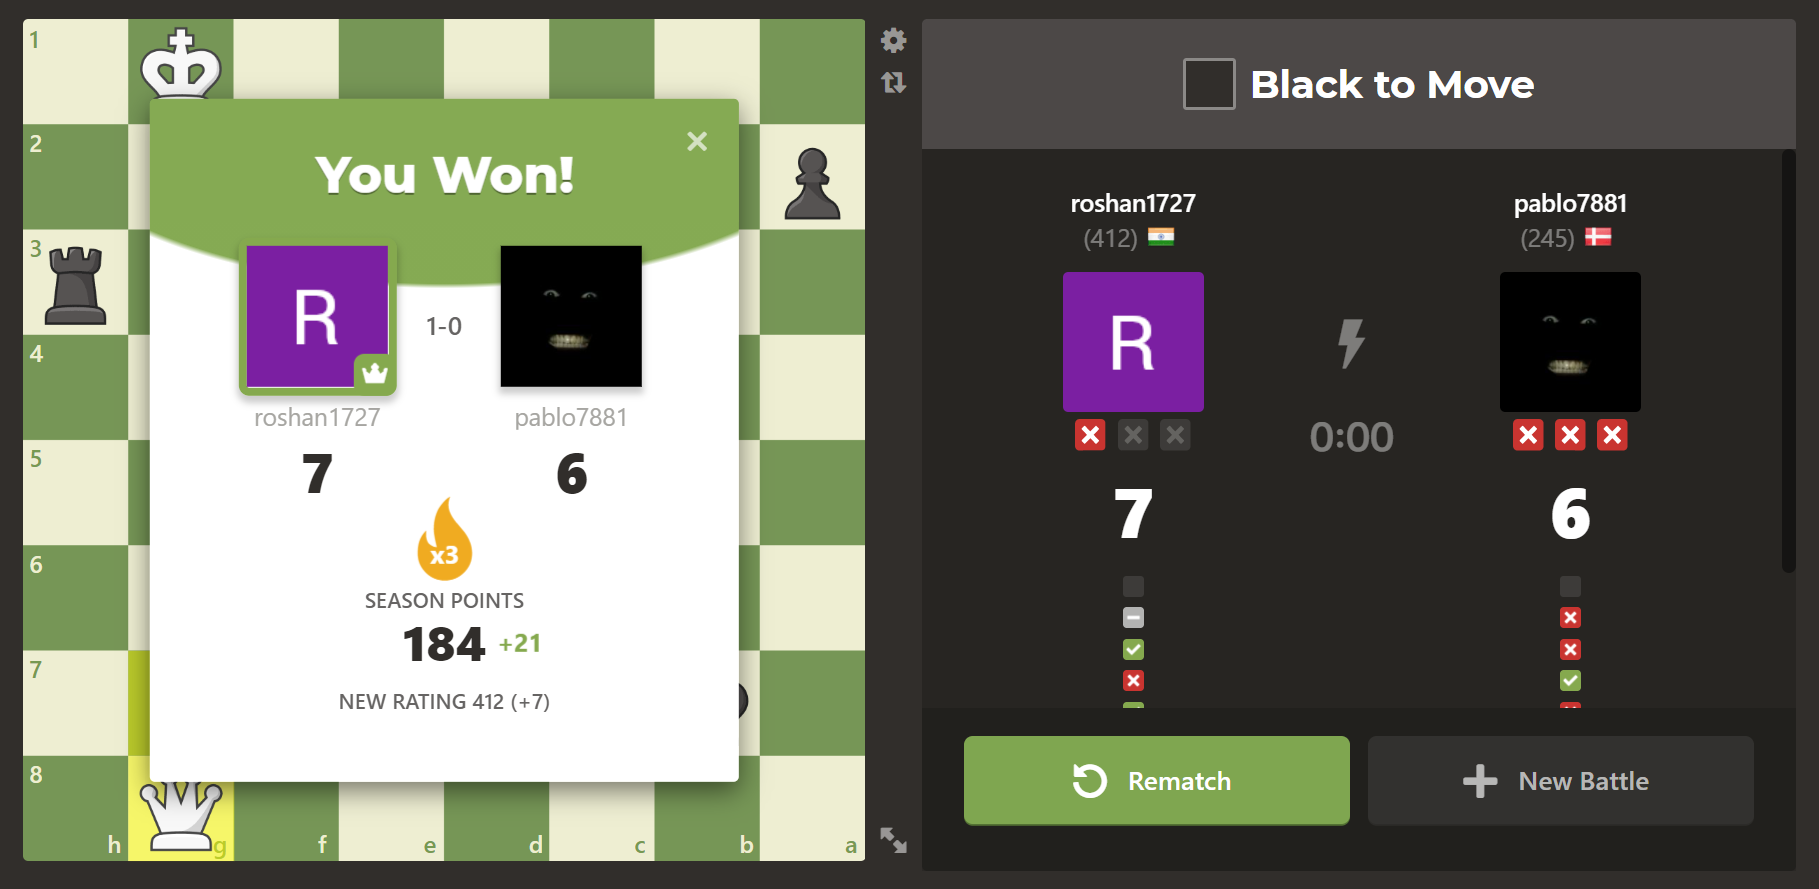 1
2
3
4
5
6
7
8
h
g
f
e
d
c
b
a
You Won!
R
1-0
roshan1727
pablo7881
7
6
x3
SEASON POINTS
184 +21
NEW RATING 412 (+7)
Black to Move
roshan1727
(412)
pablo7881
(245)
R
0:00
7
6
Rematch
New Battle